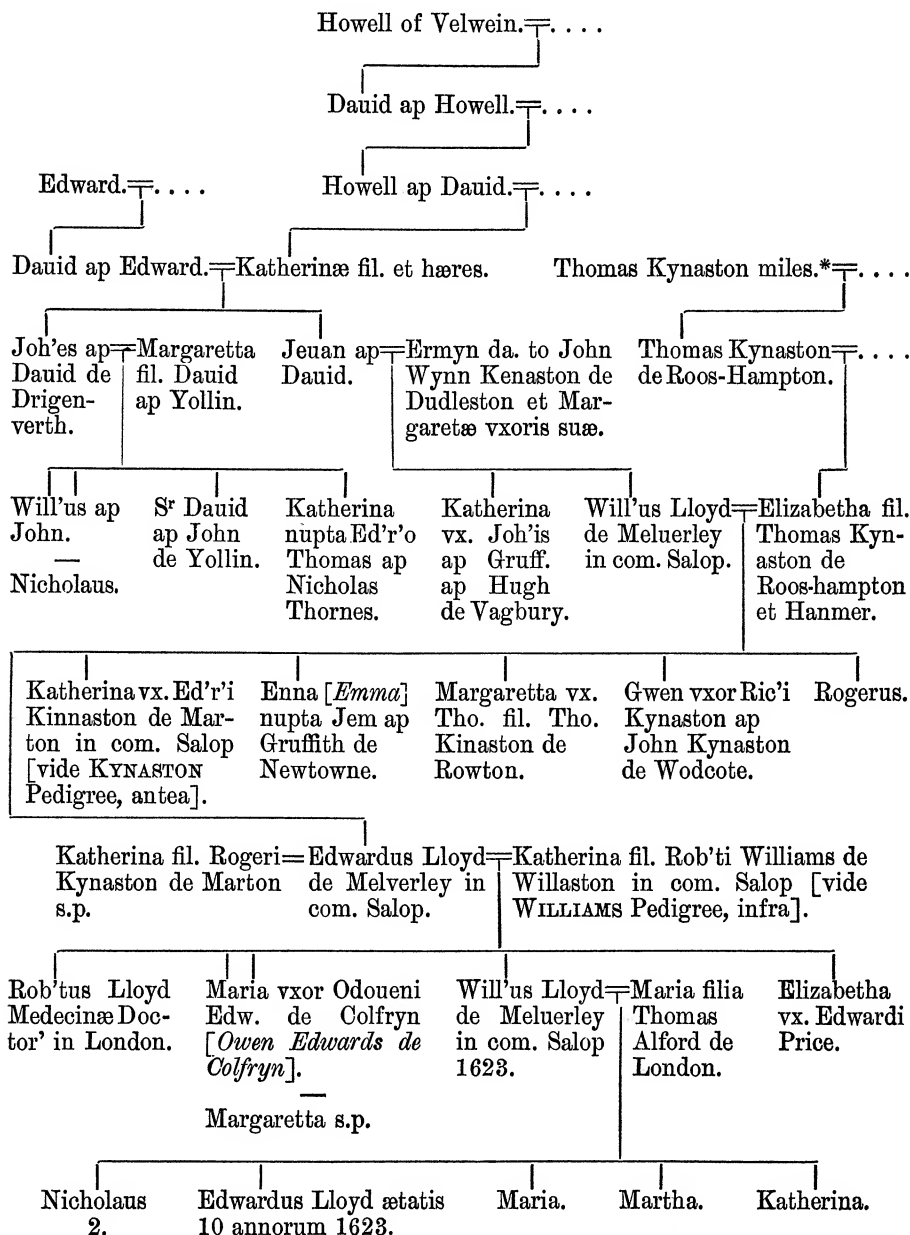 Howell of Velwein.=. . . .
Dauid ap Howell.=. . . .
Edward.=. . . .
Howell ap Dauid.=. . . .
Dauid ap Edward.=Katherinæ fil. et hæres.
Thomas Kynaston miles.*=. . . .
Joh'es ap=Margaretta
Dauid de fil. Dauid
Drigen- ap Yollin.
verth.
Jeuan ap=Ermyn da. to John
Dauid. Wynn Kenaston de
Dudleston et Mar-
garetæ vxoris suæ.
Thomas Kynaston=. . . .
de Roos-Hampton.
Will'us ap
John.
—
Nicholaus.
Sr Dauid
ap John
de Yollin.
Katherina
nupta Ed'r'o
Thomas ap
Nicholas
Thornes.
Katherina
vx. Joh'is
ap Gruff.
ap Hugh
de Vagbury.
Will'us Lloyd=Elizabetha fil.
de Meluerley Thomas Kyn-
in com. Salop. aston de
Roos-hampton
et Hanmer.
Katherina vx. Ed'r'i
Kinnaston de Mar-
ton in com. Salop
[vide KYNASTON
Pedigree, antea].
Enna [Emma]
nupta Jem ap
Gruffith de
Newtowne.
Margaretta vx.
Tho. fil. Tho.
Kinaston de
Rowton.
Gwen vxor Ric'i
Kynaston ap
John Kynaston
de Wodcote.
Rogerus.
Katherina fil. Rogeri=Edwardus Lloyd=Katherina fil. Rob'ti Williams de
Kynaston de Marton de Melverley in Willaston in com. Salop [vide
s.p. com. Salop. WILLIAMS Pedigree, infra].
Rob'tus Lloyd
Medecinæ Doc-
tor' in London.
Maria vxor Odoueni
Edw. de Colfryn
[Owen Edwards de
Colfryn].
—
Margaretta s.p.
Will'us Lloyd=Maria filia
de Meluerley Thomas
in com. Salop Alford de
1623. London.
Elizabetha
vx. Edwardi
Price.
Nicholaus
2.
Edwardus Lloyd ætatis
10 annorum 1623.
Maria.
Martha.
Katherina.